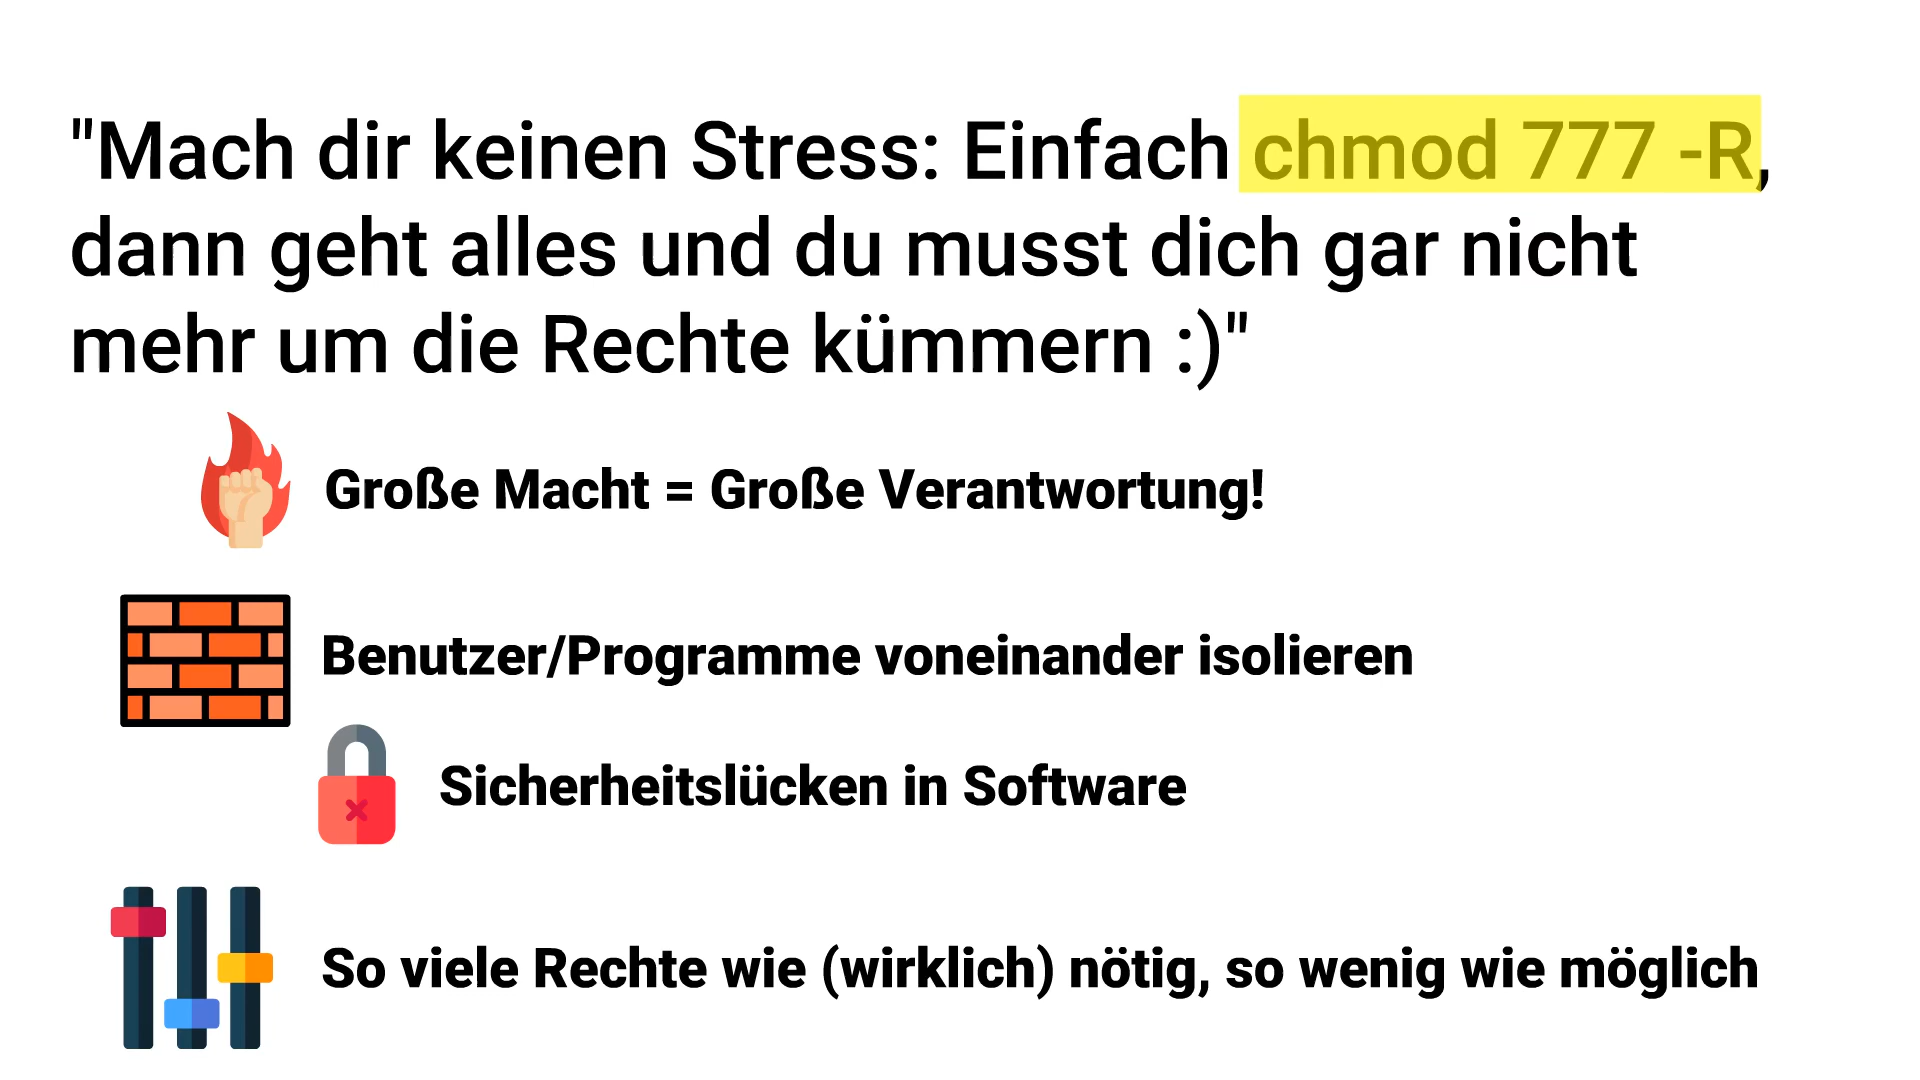 "Mach dir keinen Stress: Einfach chmod 777 -R,
dann geht alles und du musst dich gar nicht
mehr um die Rechte kümmern :)"
Große Macht = Große Verantwortung!
Benutzer/Programme voneinander isolieren
Sicherheitslücken in Software
So viele Rechte wie (wirklich) nötig, so wenig wie möglich